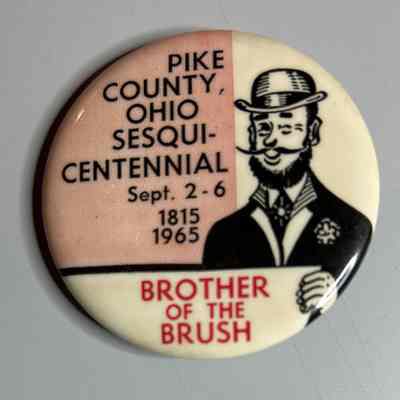 PIKE
COUNTY,
OHIO
SESQUI-
CENTENNIAL
Sept. 2-6
1815
1965
BROTHER
OF THE
BRUSH